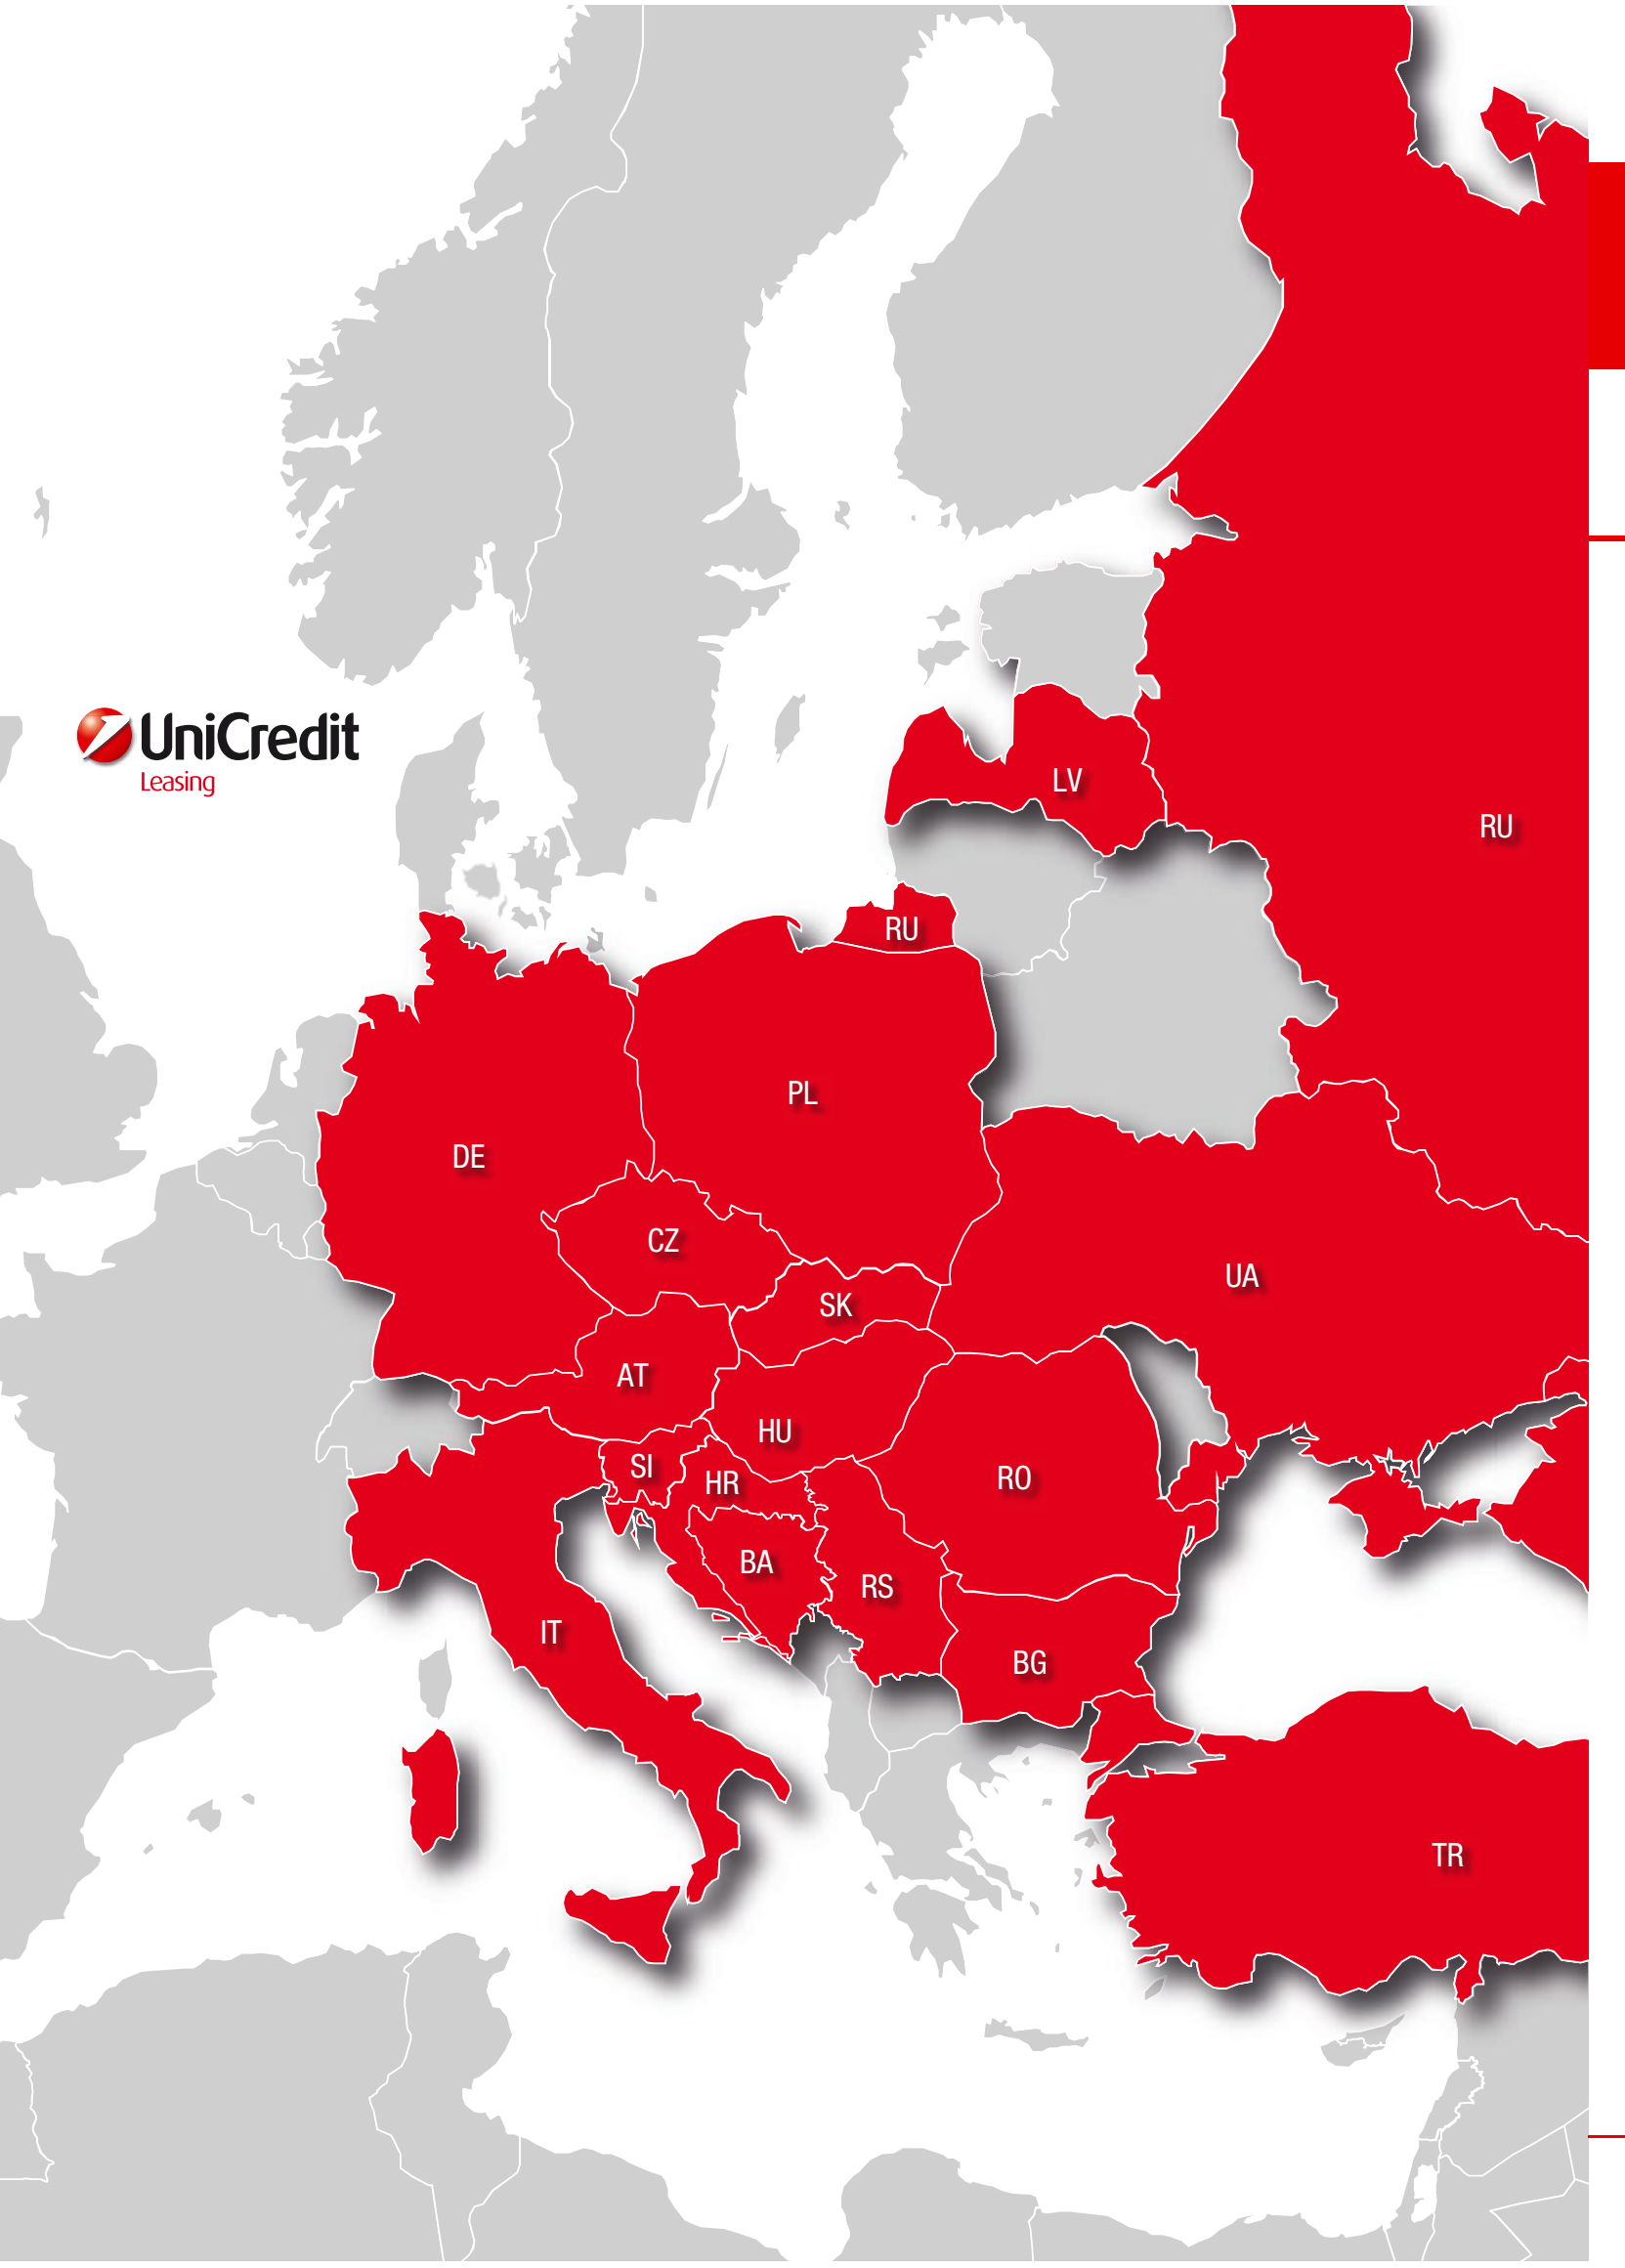 UniCredit
Leasing
LV
RU
RU
PL
DE
CZ
UA
SK
AT
HU
SI
HR
RO
BA
RS
IT
BG
TR